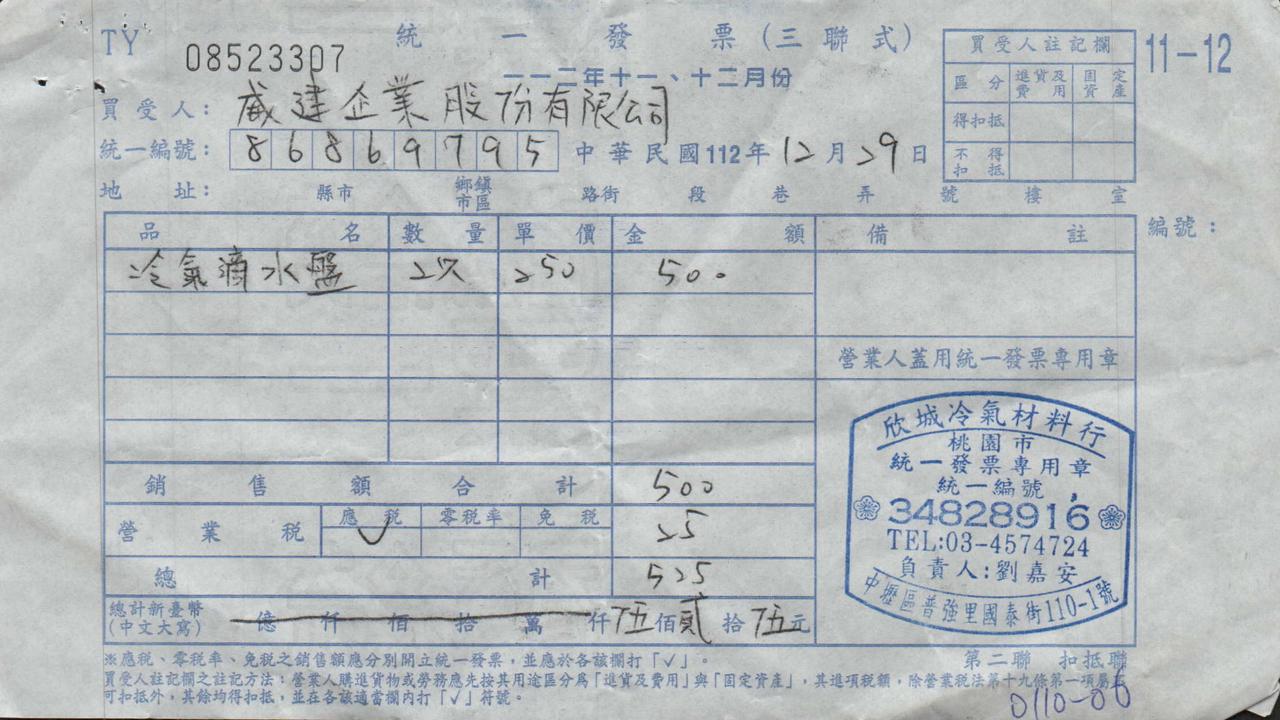 TY 08523307 統一發票(三聯式)
一一二年十一、十二月份
11-12
買受人註記欄
區分 進貨及費用 固定資產
得扣抵
不得扣抵
買受人: 威建企業股份有限公司
統一編號: 86869795 中華民國112年12月29日
地址: 縣市 鄉鎮市區 路街 段 巷 弄 號 樓 室
品名 數量 單價 金額 備註 編號:
冷氣滴水盤 2次 250 500
營業人蓋用統一發票專用章
銷售額合計 500
營業稅 應稅 ✓ 零稅率 免稅 25
總計 525
總計新臺幣(中文大寫) 億仟佰拾萬仟伍佰貳拾伍元
欣城冷氣材料行
桃園市
統一發票專用章
統一編號
34828916
TEL:03-4574724
負責人:劉嘉安
中壢區普強里國泰街110-1號
※應稅、零稅率、免稅之銷售額應分別開立統一發票,並應於各該欄打「✓」。
第二聯 扣抵聯
買受人註記欄之註記方法:營業人購進貨物或勞務應先按其用途區分為「進貨及費用」與「固定資產」,其進項稅額,除營業稅法第十九條第一項屬不
可扣抵外,其餘均得扣抵,並在各該適當欄內打「✓」符號。
0110-06